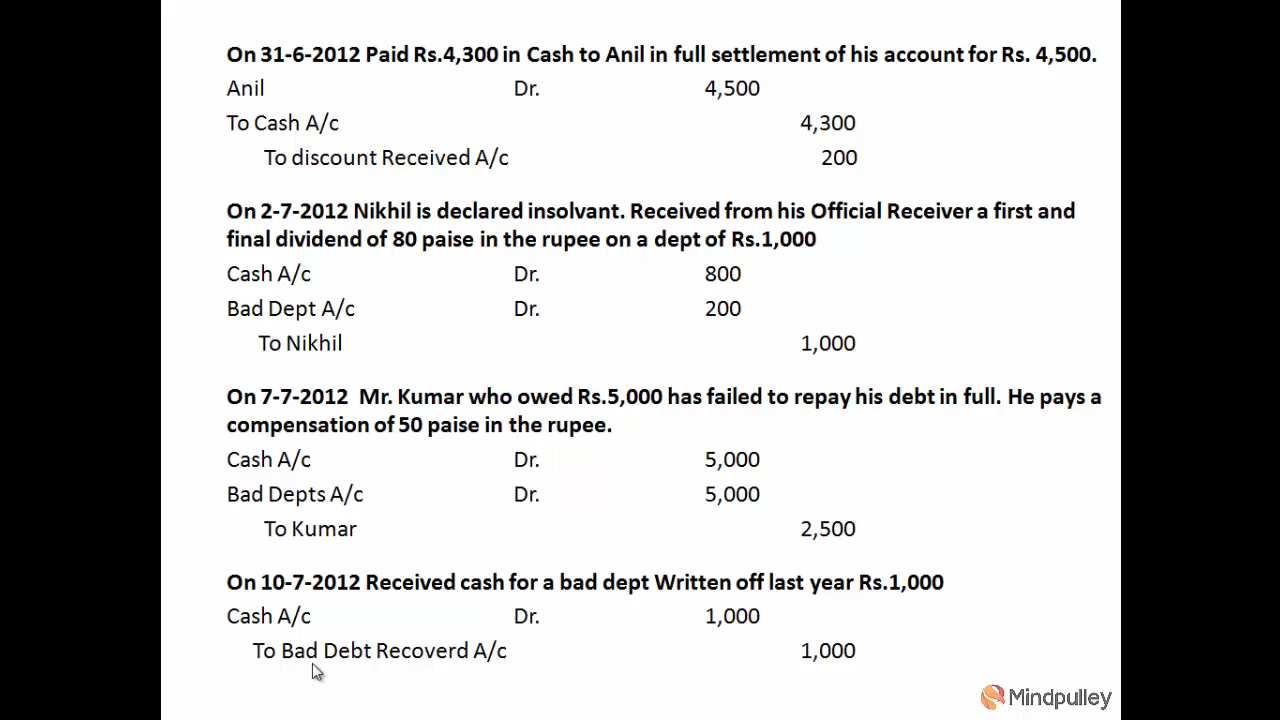 On 31-6-2012 Paid Rs.4,300 in Cash to Anil in full settlement of his account for Rs. 4,500.
Anil Dr. 4,500
To Cash A/c 4,300
To discount Received A/c 200
On 2-7-2012 Nikhil is declared insolvant. Received from his Official Receiver a first and
final dividend of 80 paise in the rupee on a dept of Rs.1,000
Cash A/c Dr. 800
Bad Dept A/c Dr. 200
To Nikhil 1,000
On 7-7-2012 Mr. Kumar who owed Rs.5,000 has failed to repay his debt in full. He pays a
compensation of 50 paise in the rupee.
Cash A/c Dr. 5,000
Bad Depts A/c Dr. 5,000
To Kumar 2,500
On 10-7-2012 Received cash for a bad dept Written off last year Rs.1,000
Cash A/c Dr. 1,000
To Bad Debt Recoverd A/c 1,000
Mindpulley